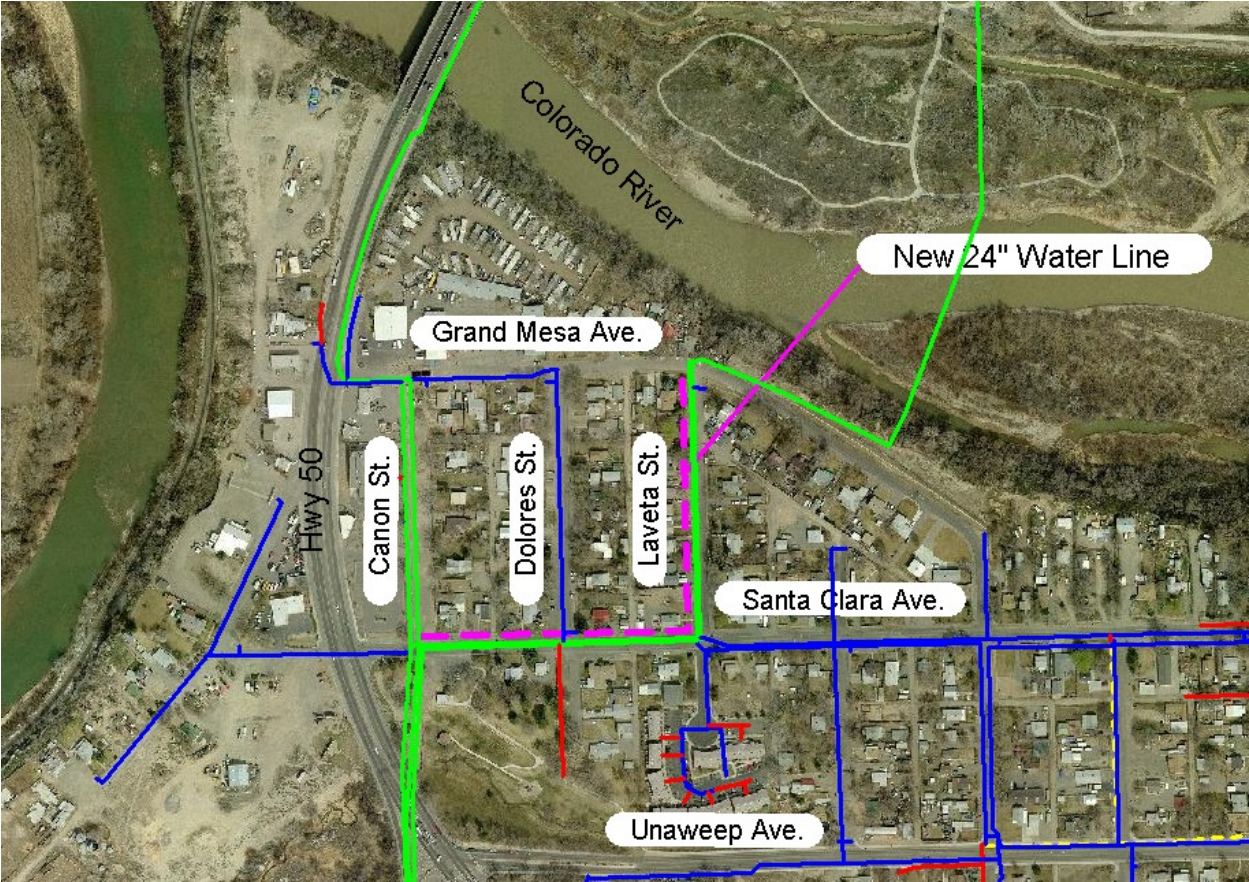 Colorado River
New 24" Water Line
Grand Mesa Ave.
Hwy 50
Canon St.
Dolores St.
Laveta St.
Santa Clara Ave.
Unaweep Ave.